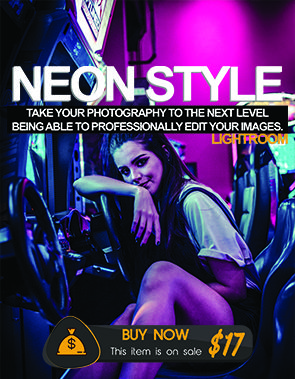 NEON STYLE
TAKE YOUR PHOTOGRAPHY TO THE NEXT LEVEL
BEING ABLE TO PROFESSIONALLY EDIT YOUR IMAGES.
LIGHTROOM
BUY NOW
This item is on sale $17
$